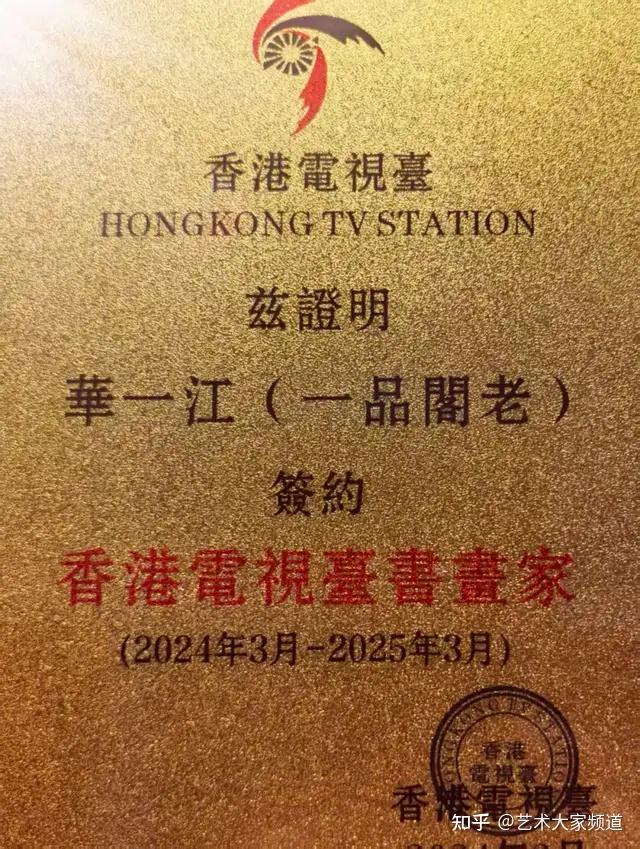 香港電視臺
HONGKONG TV STATION
兹證明
華一江（一品閣老）
簽約
香港電視臺書畫家
(2024年3月-2025年3月)
HONGKONG TV STATION
香港
電視臺
香港電視臺
知乎 @艺术大家频道